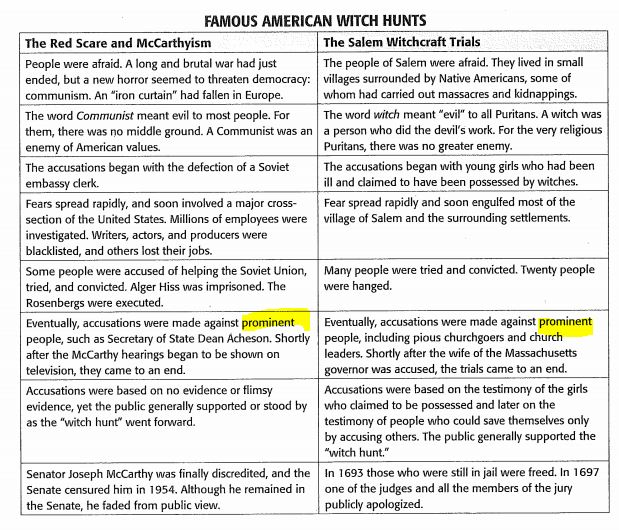 FAMOUS AMERICAN WITCH HUNTS
The Red Scare and McCarthyism
The Salem Witchcraft Trials
People were afraid. A long and brutal war had just
ended, but a new horror seemed to threaten democracy:
communism. An “iron curtain” had fallen in Europe.
The people of Salem were afraid. They lived in small
villages surrounded by Native Americans, some of
whom had carried out massacres and kidnappings.
The word Communist meant evil to most people. For
them, there was no middle ground. A Communist was an
enemy of American values.
The word witch meant “evil” to all Puritans. A witch was
a person who did the devil’s work. For the very religious
Puritans, there was no greater enemy.
The accusations began with the defection of a Soviet
embassy clerk.
The accusations began with young girls who had been
ill and claimed to have been possessed by witches.
Fears spread rapidly, and soon involved a major cross-
section of the United States. Millions of employees were
investigated. Writers, actors, and producers were
blacklisted, and others lost their jobs.
Fear spread rapidly and soon engulfed most of the
village of Salem and the surrounding settlements.
Some people were accused of helping the Soviet Union,
tried, and convicted. Alger Hiss was imprisoned. The
Rosenbergs were executed.
Many people were tried and convicted. Twenty people
were hanged.
Eventually, accusations were made against prominent
people, such as Secretary of State Dean Acheson. Shortly
after the McCarthy hearings began to be shown on
television, they came to an end.
Eventually, accusations were made against prominent
people, including pious churchgoers and church
leaders. Shortly after the wife of the Massachusetts
governor was accused, the trials came to an end.
Accusations were based on no evidence or flimsy
evidence, yet the public generally supported or stood by
as the “witch hunt” went forward.
Accusations were based on the testimony of the girls
who claimed to be possessed and later on the
testimony of people who could save themselves only
by accusing others. The public generally supported the
“witch hunt.”
Senator Joseph McCarthy was finally discredited, and the
Senate censured him in 1954. Although he remained in
the Senate, he faded from public view.
In 1693 those who were still in jail were freed. In 1697
one of the judges and all the members of the jury
publicly apologized.